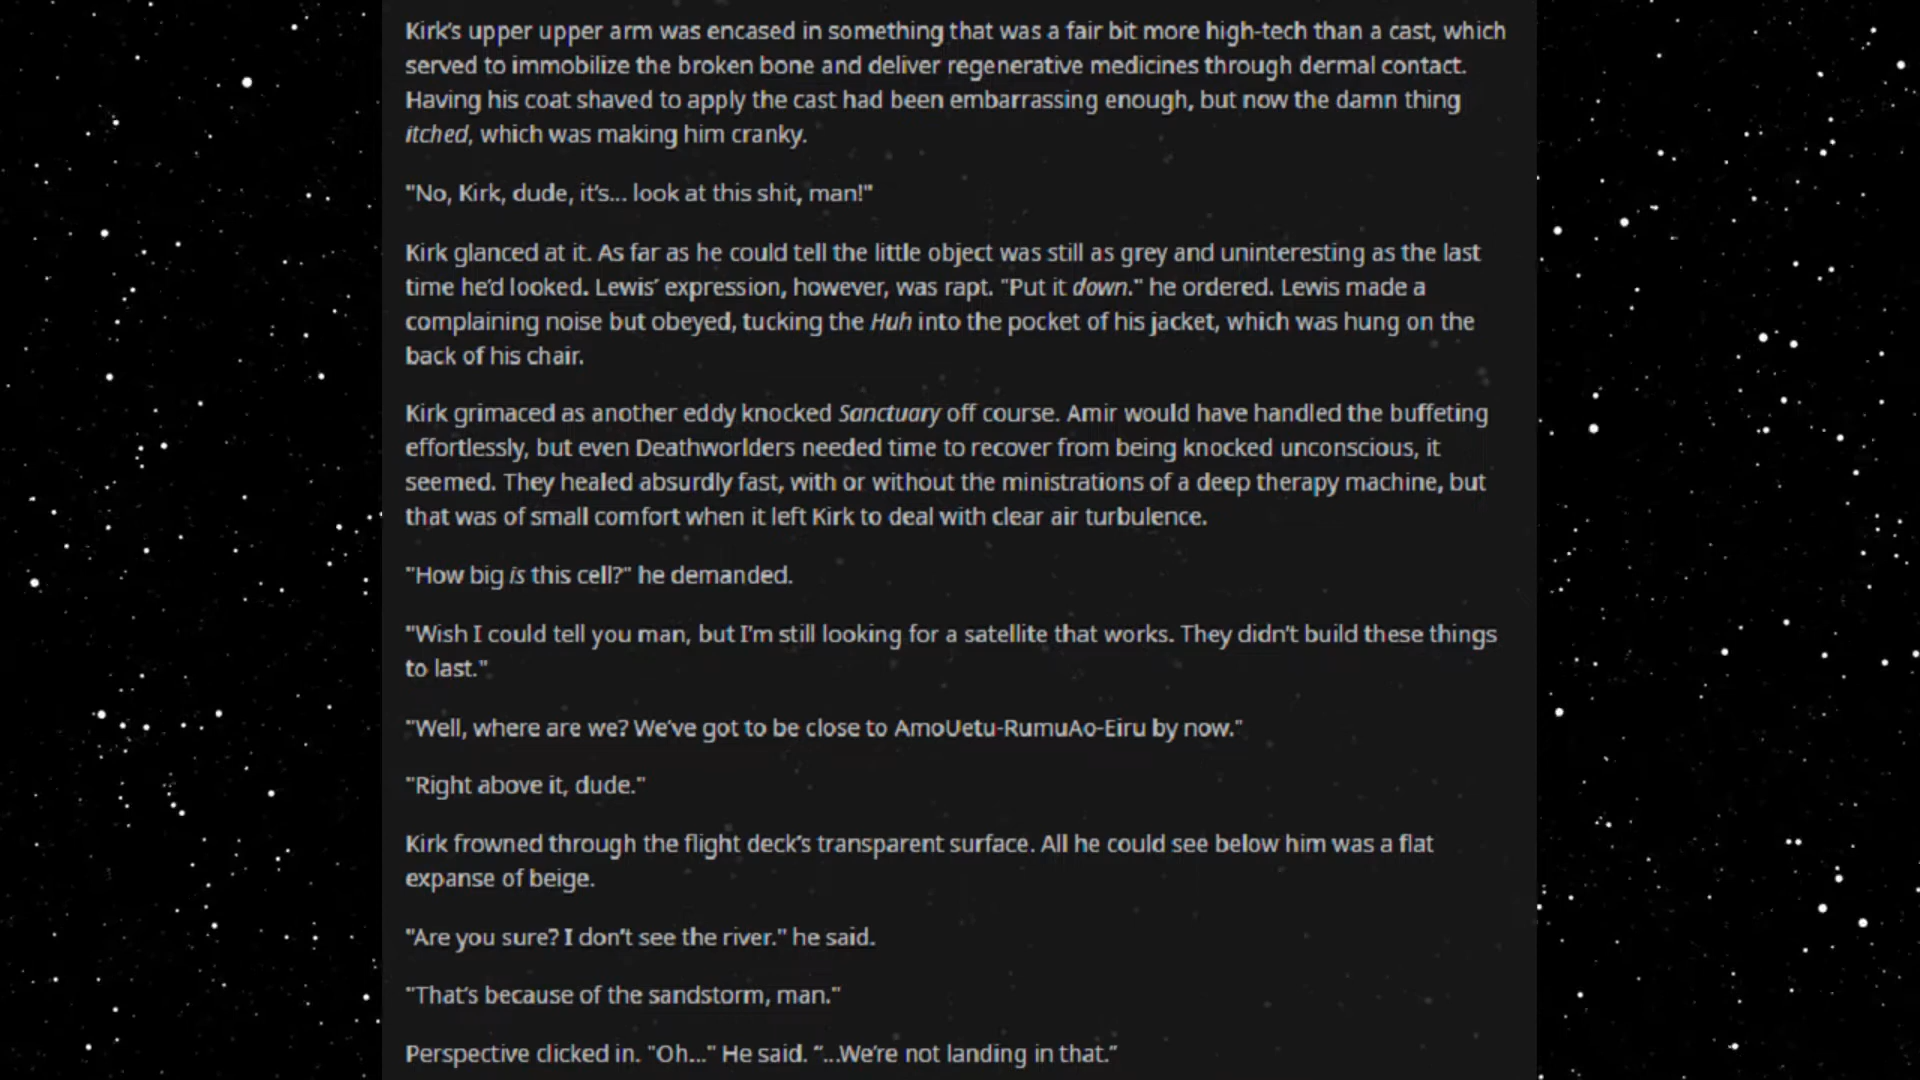 Kirk's upper upper arm was encased in something that was a fair bit more high-tech than a cast, which
served to immobilize the broken bone and deliver regenerative medicines through dermal contact.
Having his coat shaved to apply the cast had been embarrassing enough, but now the damn thing
itched, which was making him cranky.
"No, Kirk, dude, it's... look at this shit, man!"
Kirk glanced at it. As far as he could tell the little object was still as grey and uninteresting as the last
time he'd looked. Lewis' expression, however, was rapt. "Put it down." he ordered. Lewis made a
complaining noise but obeyed, tucking the Huh into the pocket of his jacket, which was hung on the
back of his chair.
Kirk grimaced as another eddy knocked Sanctuary off course. Amir would have handled the buffeting
effortlessly, but even Deathworlders needed time to recover from being knocked unconscious, it
seemed. They healed absurdly fast, with or without the ministrations of a deep therapy machine, but
that was of small comfort when it left Kirk to deal with clear air turbulence.
"How big is this cell?" he demanded.
"Wish I could tell you man, but I'm still looking for a satellite that works. They didn't build these things
to last."
"Well, where are we? We've got to be close to AmoUetu-RumuAo-Eiru by now."
"Right above it, dude."
Kirk frowned through the flight deck's transparent surface. All he could see below him was a flat
expanse of beige.
"Are you sure? I don't see the river." he said.
"That's because of the sandstorm, man."
Perspective clicked in. "Oh..." He said. “...We’re not landing in that.”